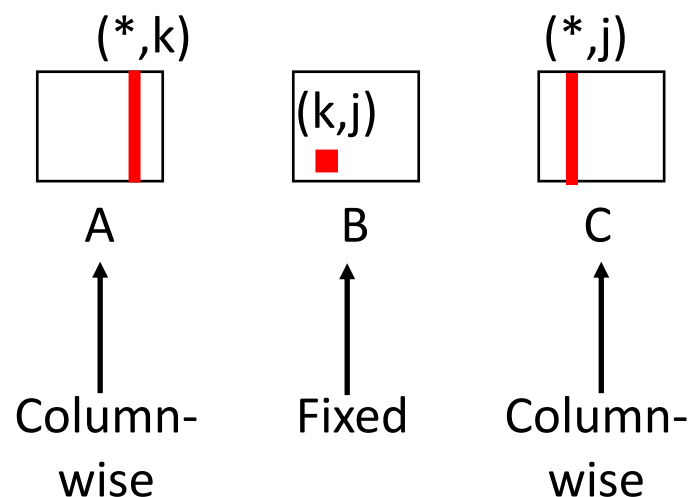 (*,k)
(*,j)
(k,j)
A
B
C
Column-
wise
Fixed
Column-
wise